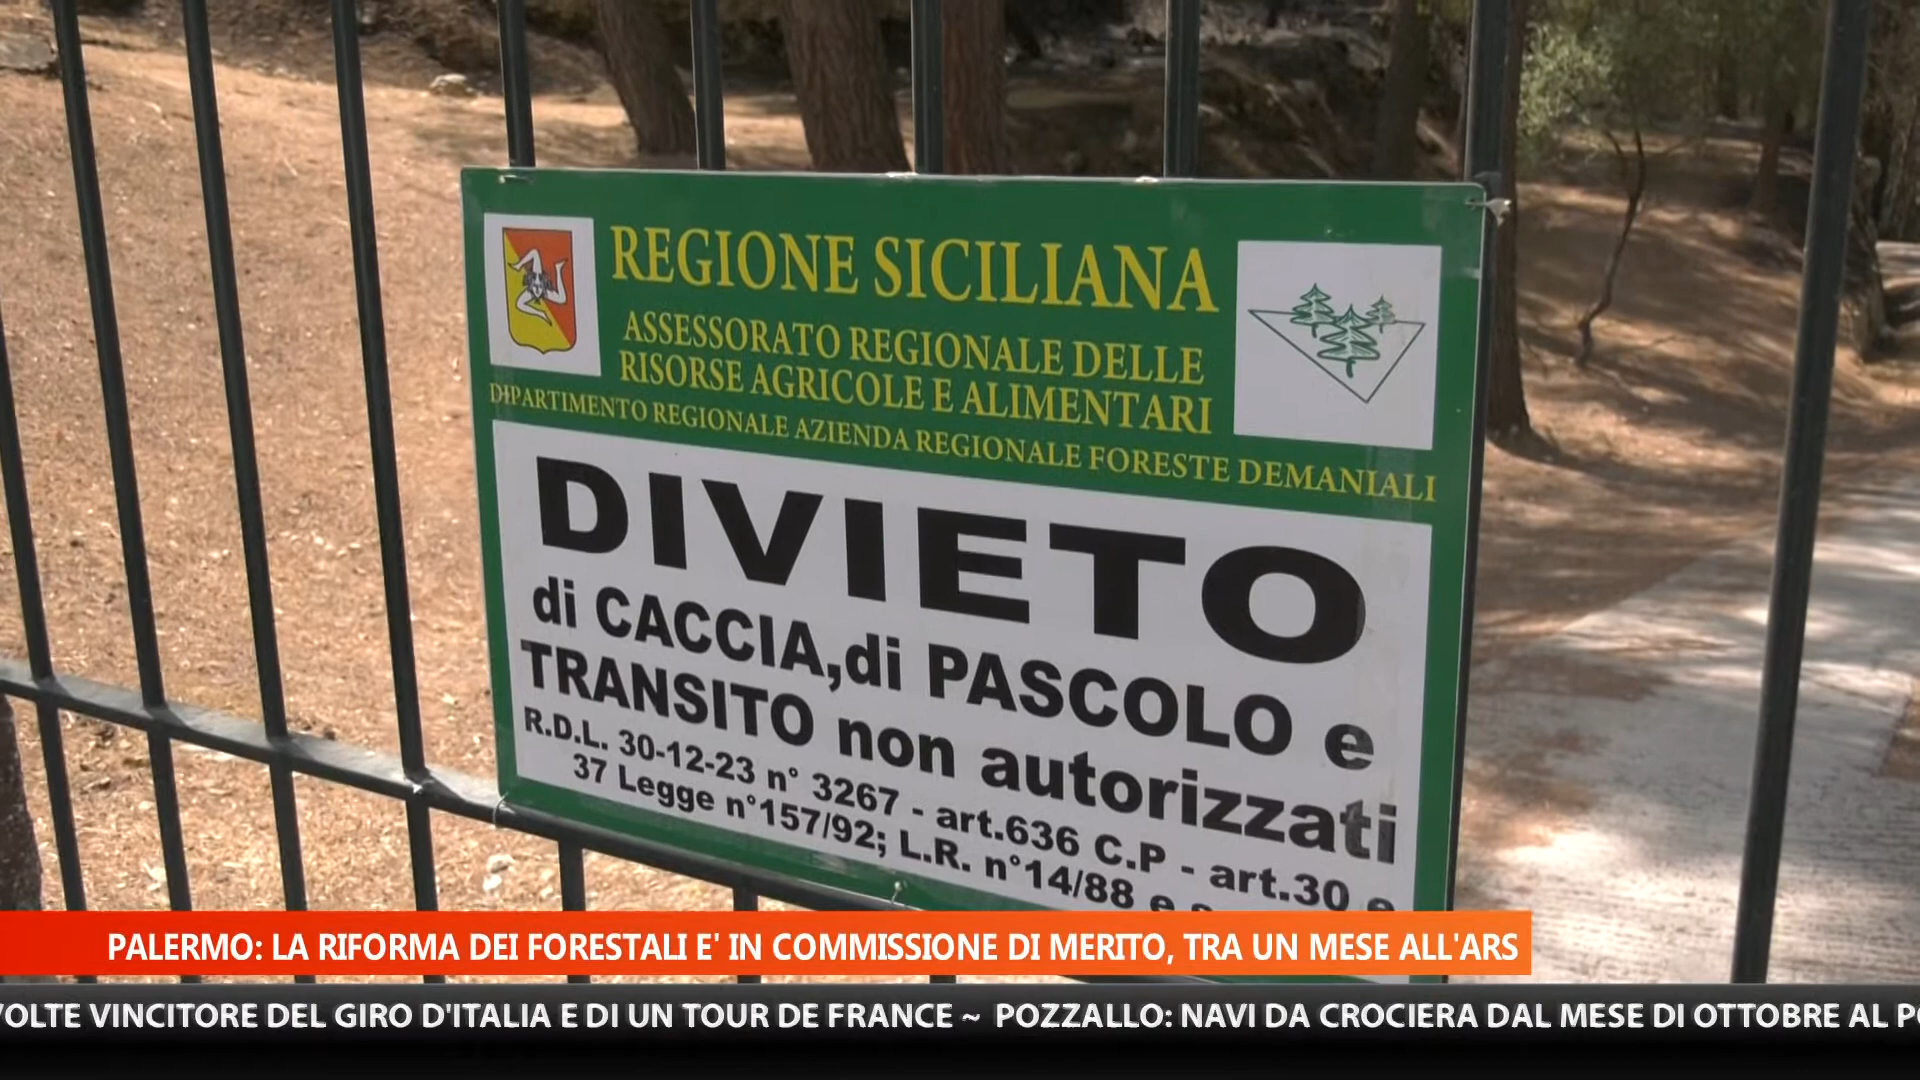 REGIONE SICILIANA
ASSESSORATO REGIONALE DELLE
RISORSE AGRICOLE E ALIMENTARI
DIPARTIMENTO REGIONALE AZIENDA REGIONALE FORESTE DEMANIALI
DIVIETO
di CACCIA,di PASCOLO e
TRANSITO non autorizzati
R.D.L. 30-12-23 n° 3267 - art.636 C.P - art.30 e
37 Legge n°157/92; L.R. n°14/88 e
PALERMO: LA RIFORMA DEI FORESTALI E' IN COMMISSIONE DI MERITO, TRA UN MESE ALL'ARS
VOLTE VINCITORE DEL GIRO D'ITALIA E DI UN TOUR DE FRANCE ~ POZZALLO: NAVI DA CROCIERA DAL MESE DI OTTOBRE AL